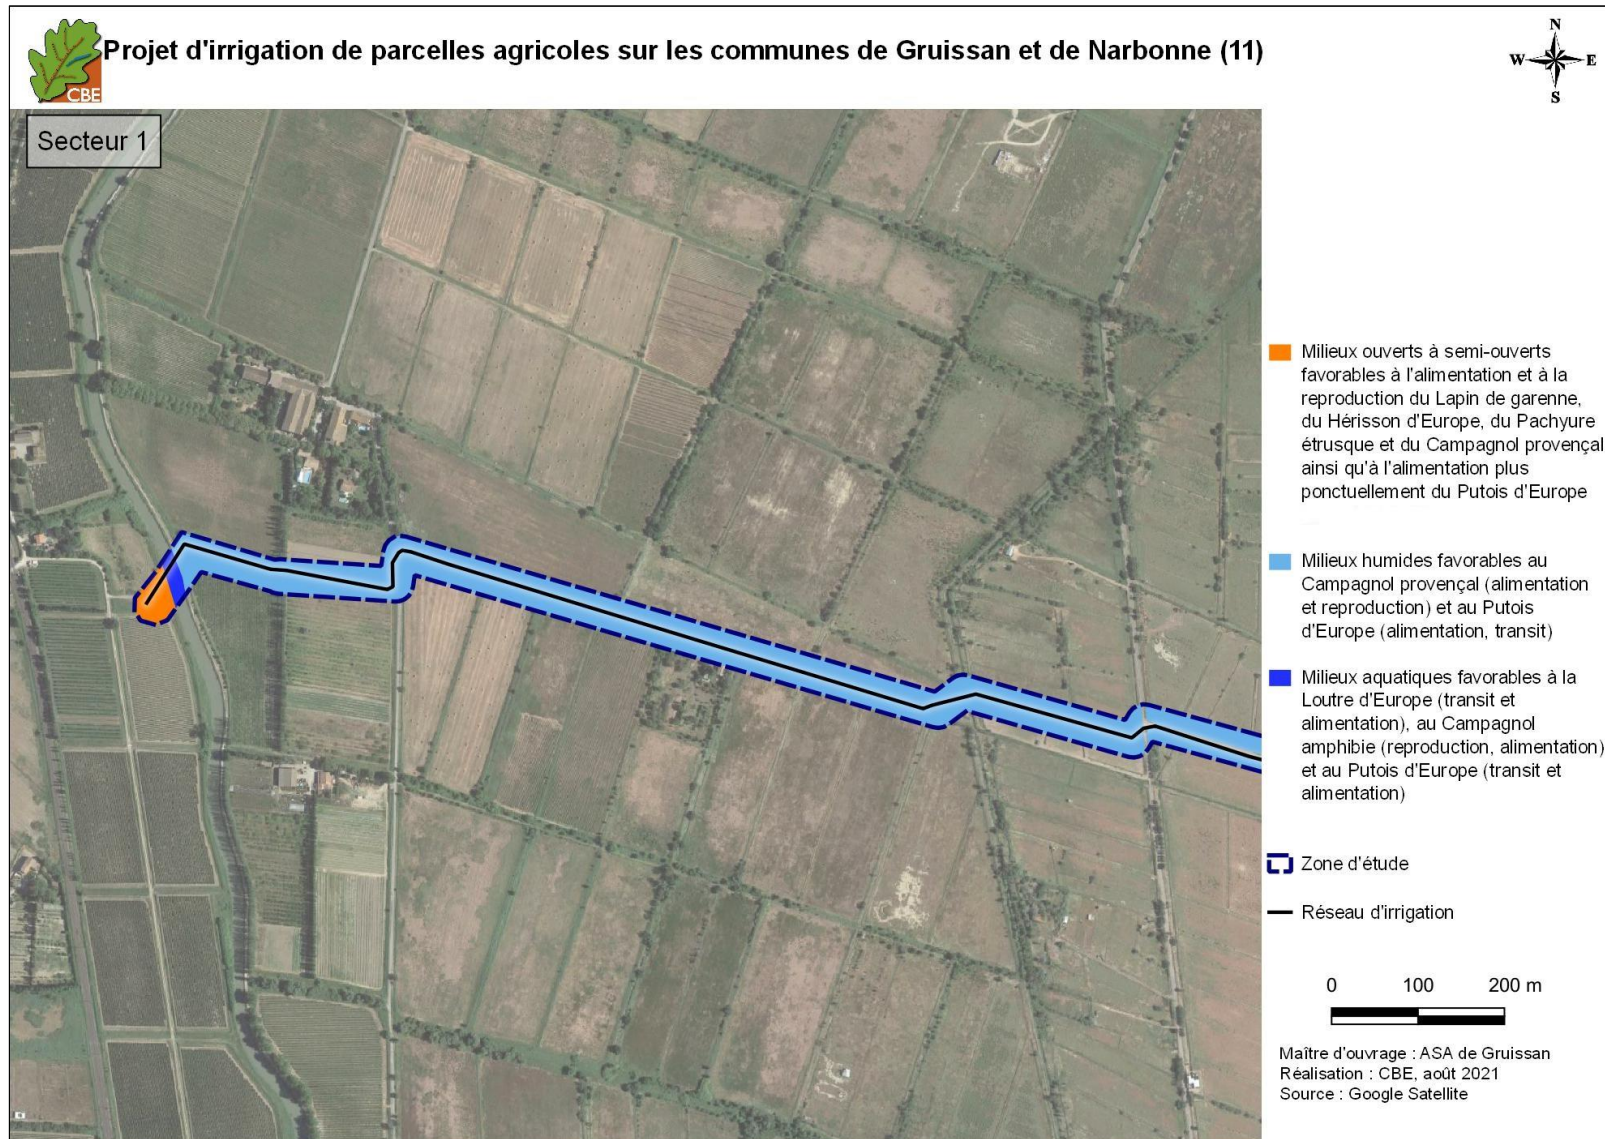 CBE
Projet d'irrigation de parcelles agricoles sur les communes de Gruissan et de Narbonne (11)
N
W E
S
Secteur 1
Milieux ouverts à semi-ouverts
favorables à l'alimentation et à la
reproduction du Lapin de garenne,
du Hérisson d'Europe, du Pachyure
étrusque et du Campagnol provençal
ainsi qu'à l'alimentation plus
ponctuellement du Putois d'Europe
Milieux humides favorables au
Campagnol provençal (alimentation
et reproduction) et au Putois
d'Europe (alimentation, transit)
Milieux aquatiques favorables à la
Loutre d'Europe (transit et
alimentation), au Campagnol
amphibie (reproduction, alimentation)
et au Putois d'Europe (transit et
alimentation)
Zone d'étude
Réseau d'irrigation
0 100 200 m
Maître d'ouvrage : ASA de Gruissan
Réalisation : CBE, août 2021
Source : Google Satellite